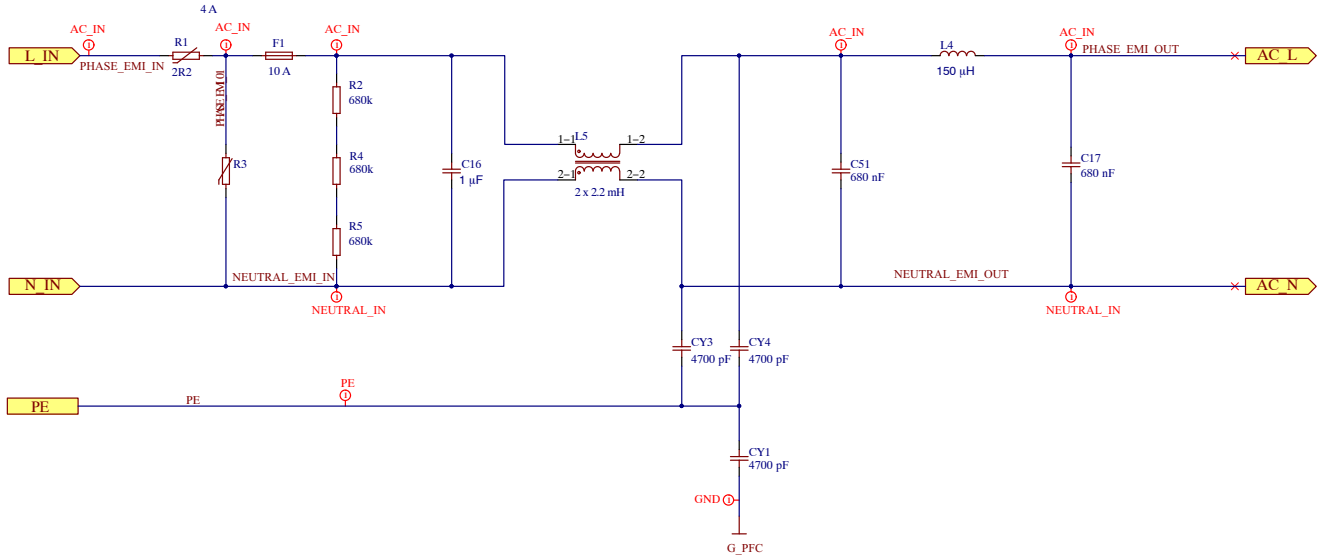 4 A
AC_IN
AC_IN
AC_IN
AC_IN
AC_IN
L_IN
PHASE_EMI_IN
R1
2R2
F1
10 A
R2
680k
L4
150 μH
PHASE_EMI_OUT
AC_L
R3
R4
680k
C16
1 μF
1-1
L5
1-2
2-1
2-2
2 x 2.2 mH
C51
680 nF
C17
680 nF
R5
680k
N_IN
NEUTRAL_EMI_IN
NEUTRAL_IN
NEUTRAL_EMI_OUT
NEUTRAL_IN
AC_N
CY3
4700 pF
CY4
4700 pF
PE
PE
PE
CY1
4700 pF
GND
G_PFC